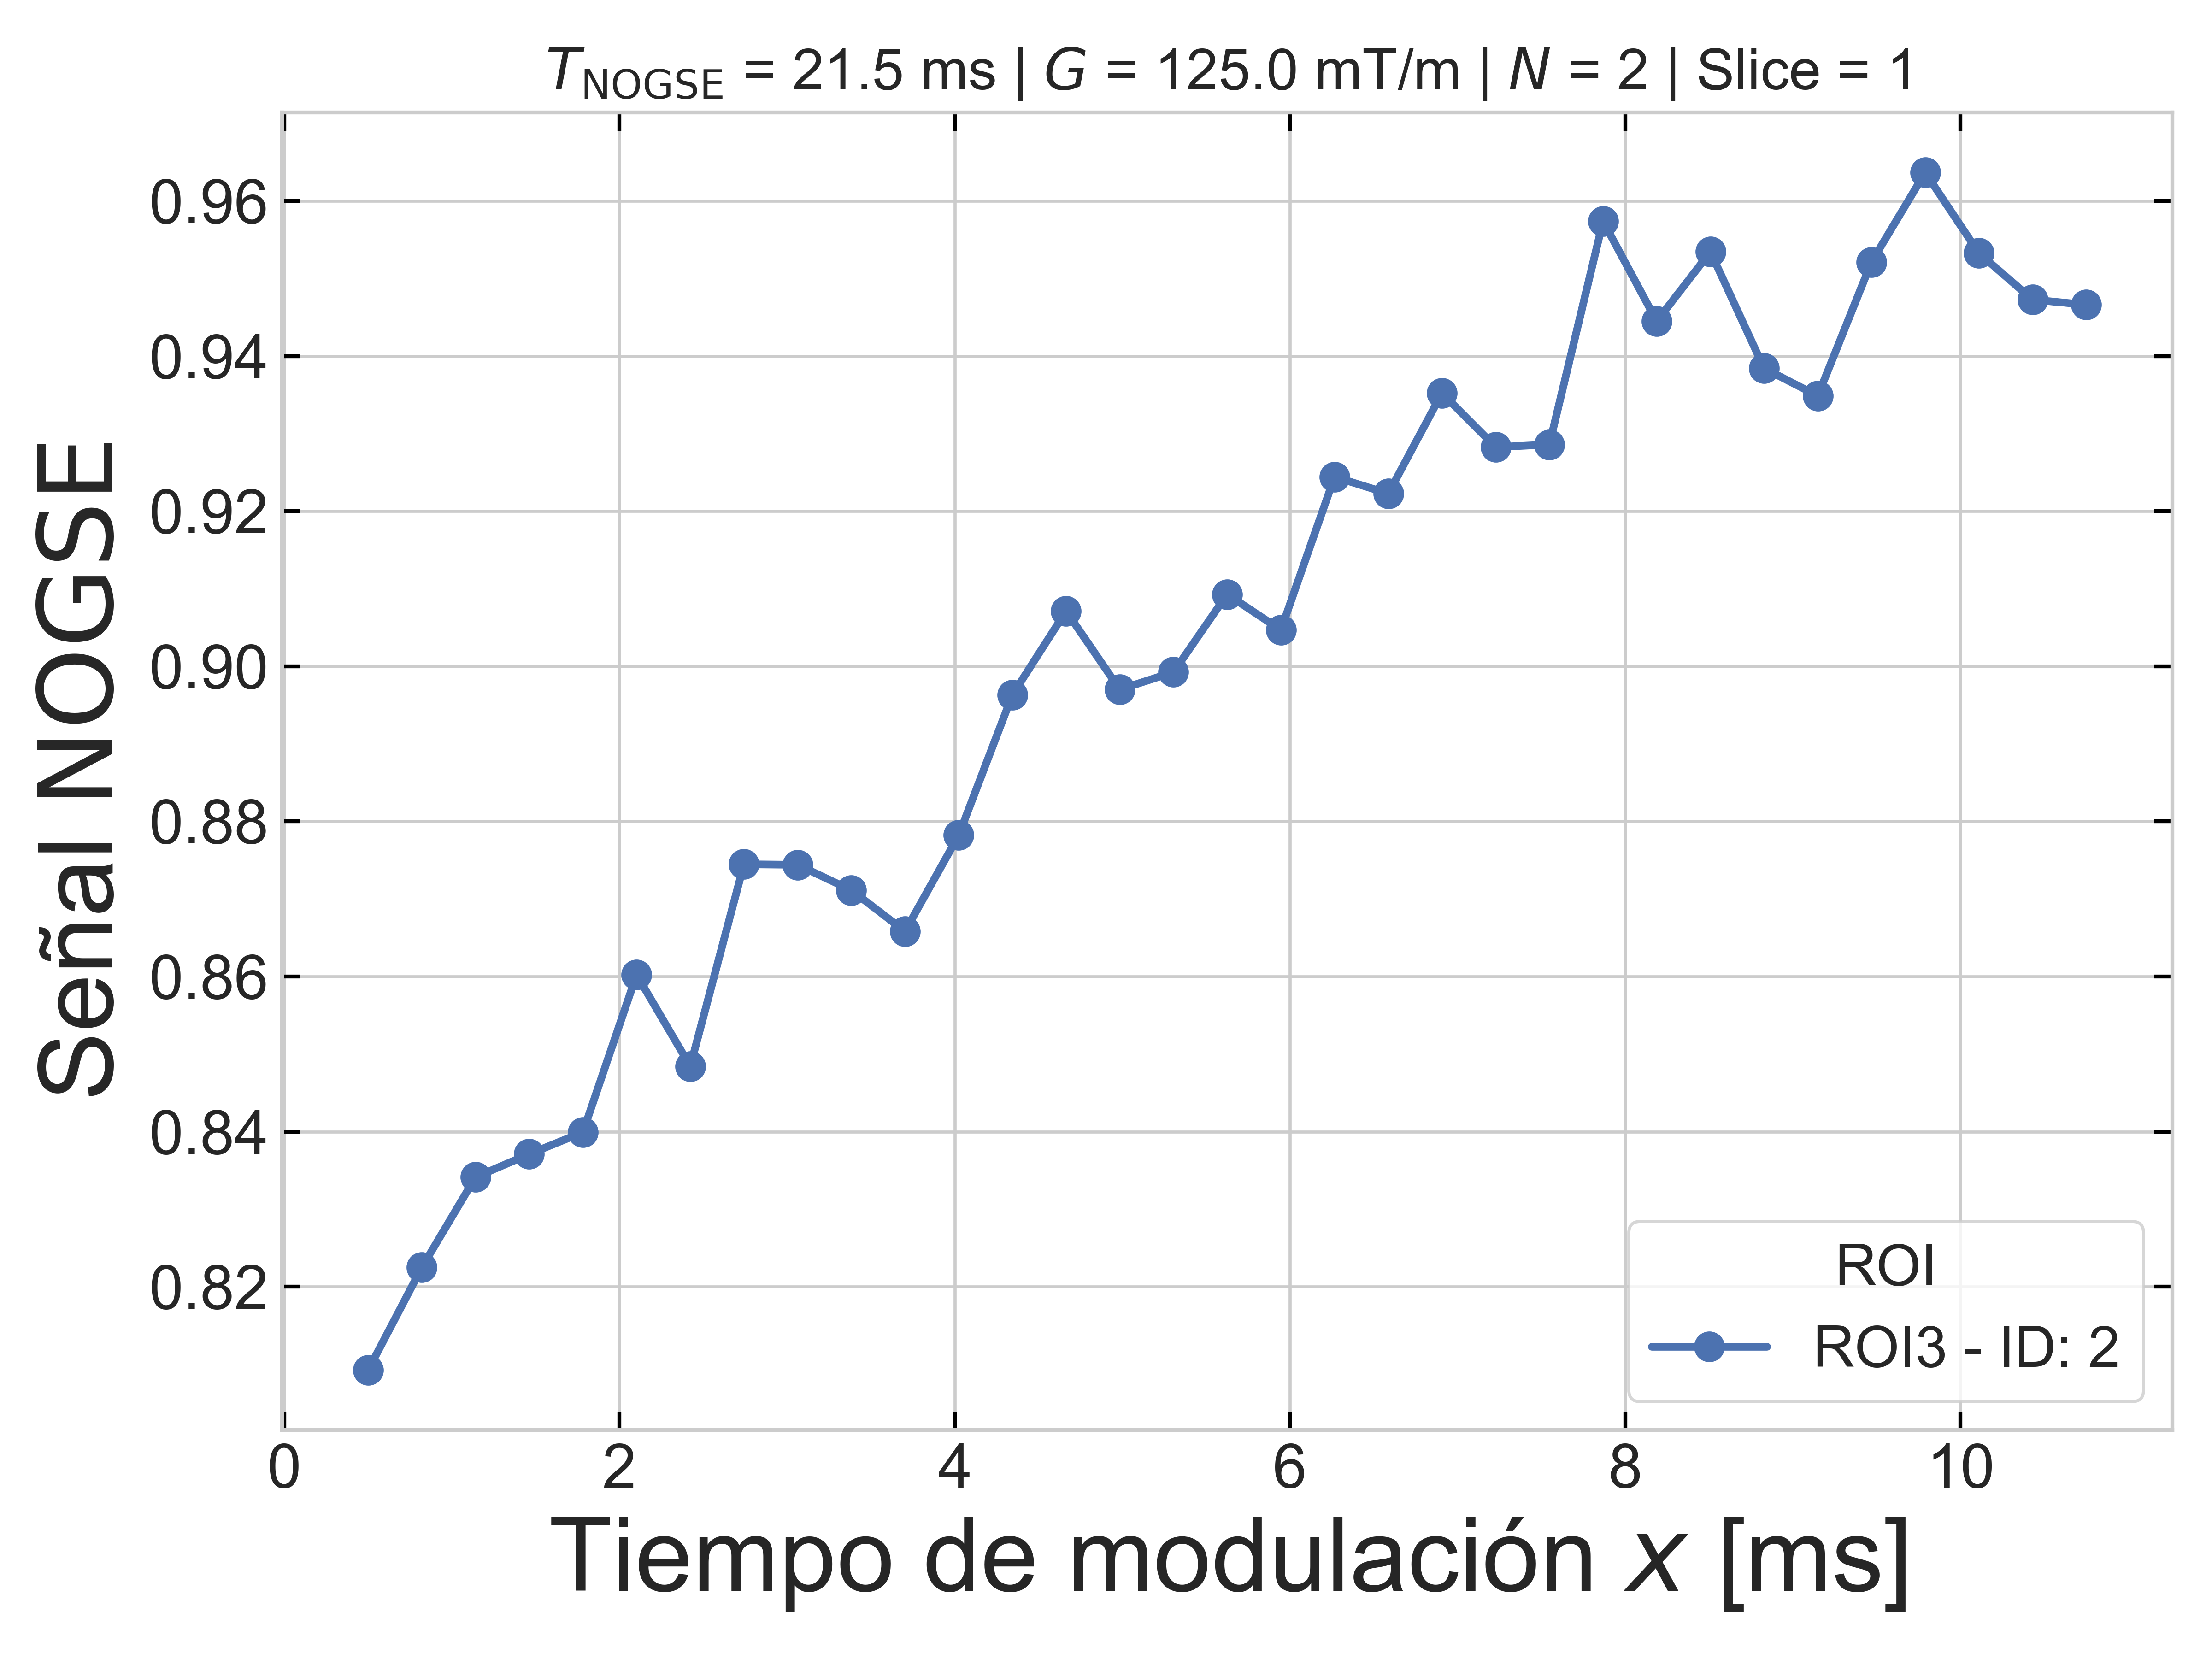 T_NOGSE = 21.5 ms | G = 125.0 mT/m | N = 2 | Slice = 1
Señal NOGSE
0.96
0.94
0.92
0.90
0.88
0.86
0.84
0.82
ROI
ROI3 - ID: 2
0 2 4 6 8 10
Tiempo de modulación x [ms]